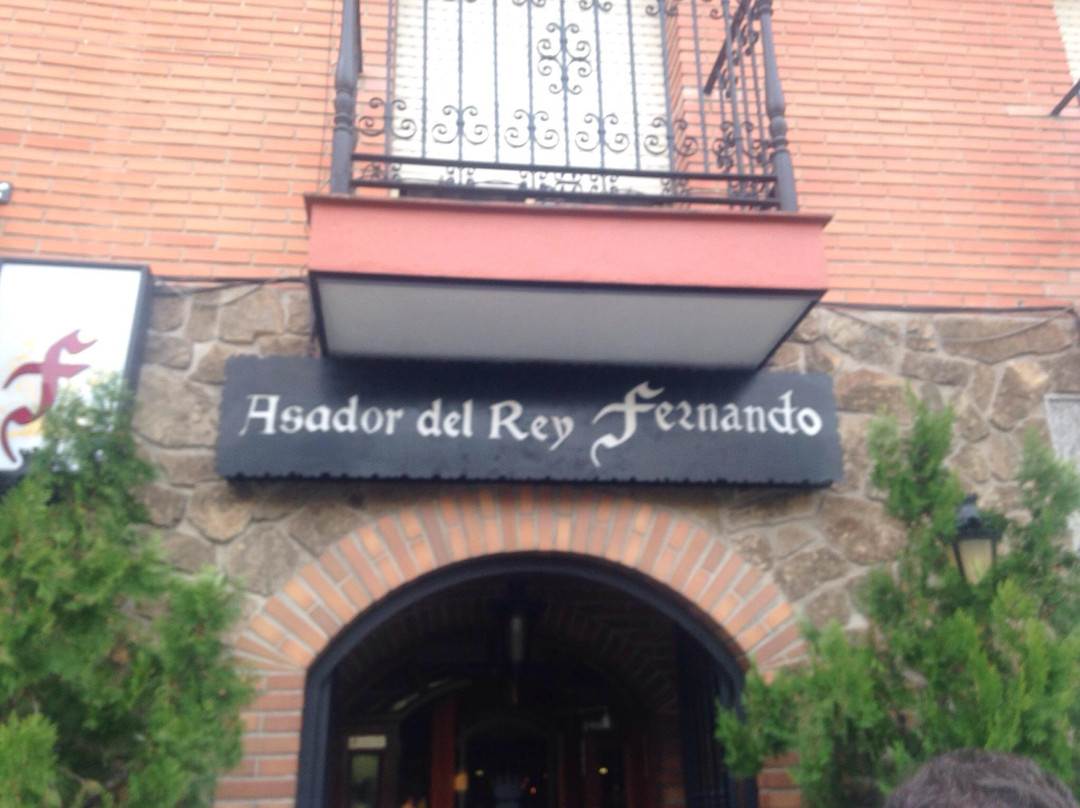 Asador del Rey Fernando
f